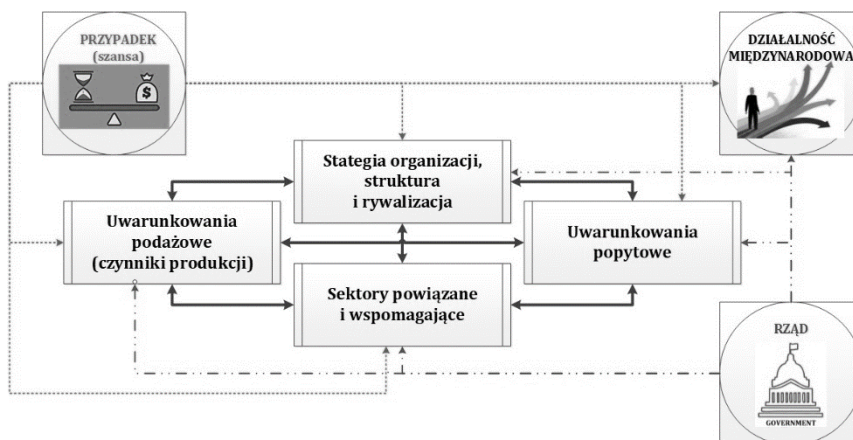 PRZYPADEK
(szansa)
$
DZIAŁALNOŚĆ
MIĘDZYNARODOWA
Stategia organizacji,
struktura
i rywalizacja
Uwarunkowania
podażowe
(czynniki produkcji)
Uwarunkowania
popytowe
Sektory powiązane
i wspomagające
RZĄD
GOVERNMENT